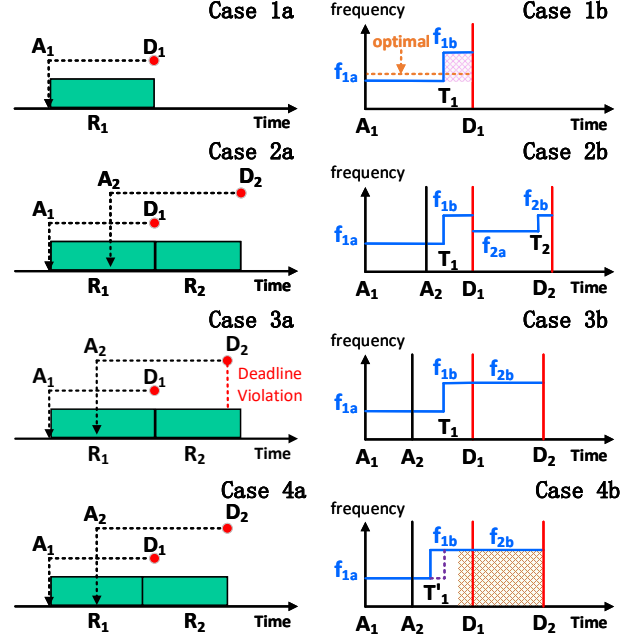 Case 1a
A1
D1
R1
Time
Case 1b
frequency
optimal
f1b
f1a
T1
A1
D1
Time
Case 2a
A1
A2
D1
D2
R1
R2
Time
Case 2b
frequency
f1b
f2b
f1a
T1
f2a
T2
A1
A2
D1
D2
Time
Case 3a
A1
A2
D1
D2
Deadline
Violation
R1
R2
Time
Case 3b
frequency
f1b
f2b
f1a
T1
A1
A2
D1
D2
Time
Case 4a
A1
A2
D1
D2
R1
R2
Time
Case 4b
frequency
f1b
f2b
f1a
T'1
A1
A2
D1
D2
Time